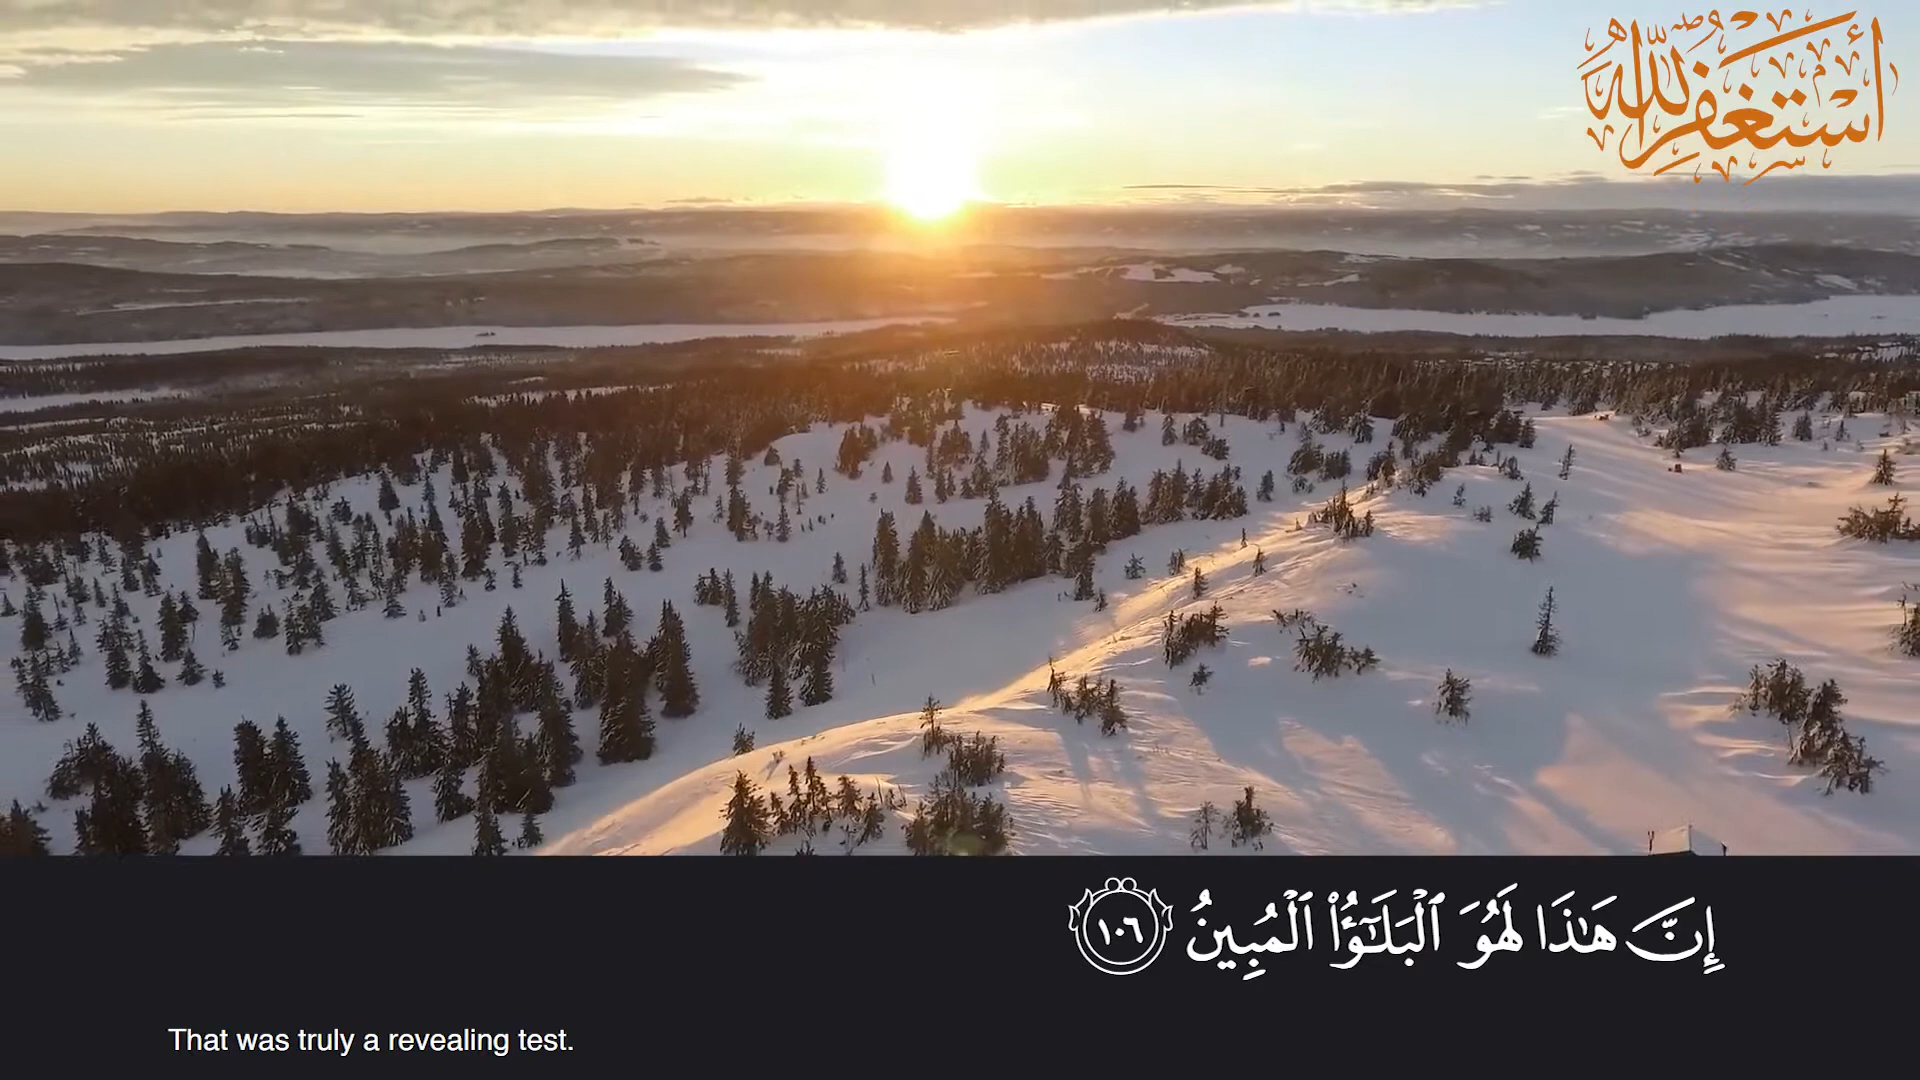 أستغفر الله
إِنَّ هَٰذَا لَهُوَ ٱلْبَلَٰٓؤُا۟ ٱلْمُبِينُ ١٠٦
That was truly a revealing test.